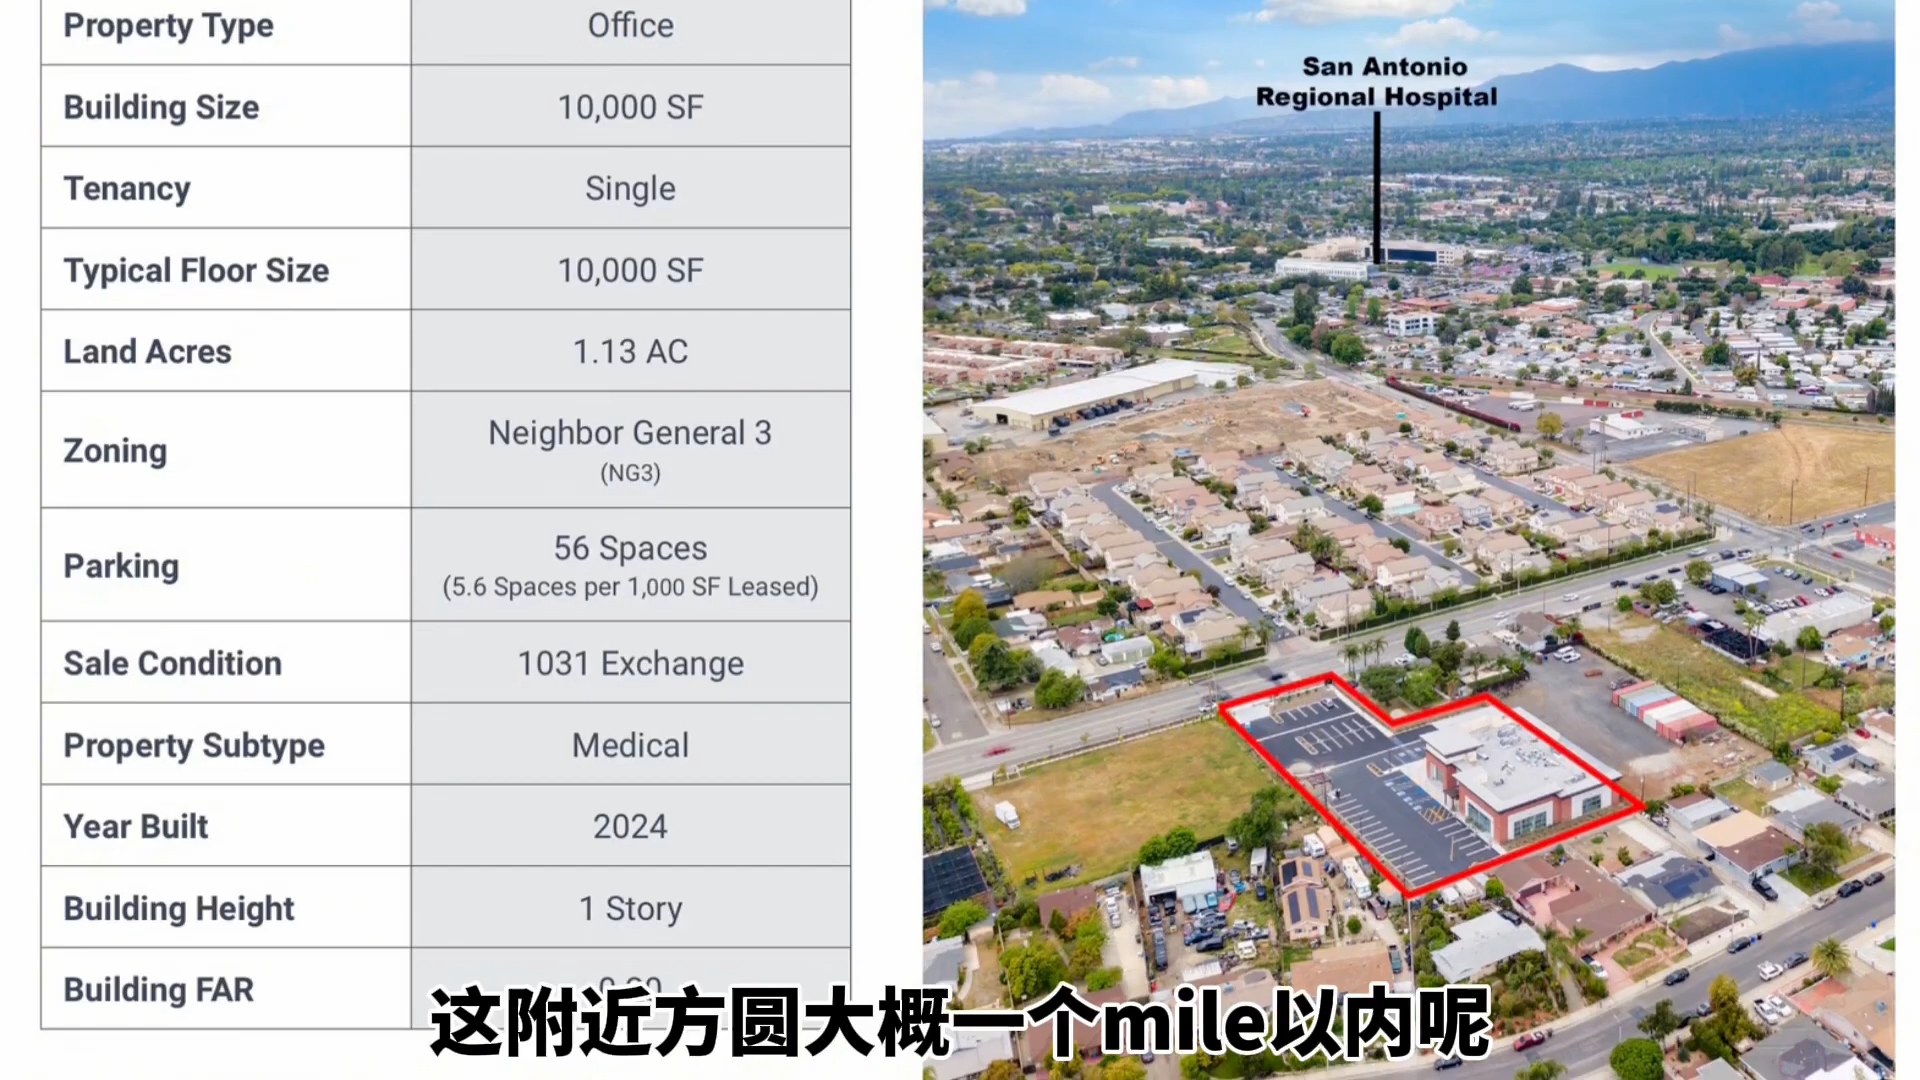 Property Type Office
Building Size 10,000 SF
Tenancy Single
Typical Floor Size 10,000 SF
Land Acres 1.13 AC
Zoning Neighbor General 3
(NG3)
Parking 56 Spaces
(5.6 Spaces per 1,000 SF Leased)
Sale Condition 1031 Exchange
Property Subtype Medical
Year Built 2024
Building Height 1 Story
Building FAR
San Antonio
Regional Hospital
这附近方圆大概一个mile以内呢